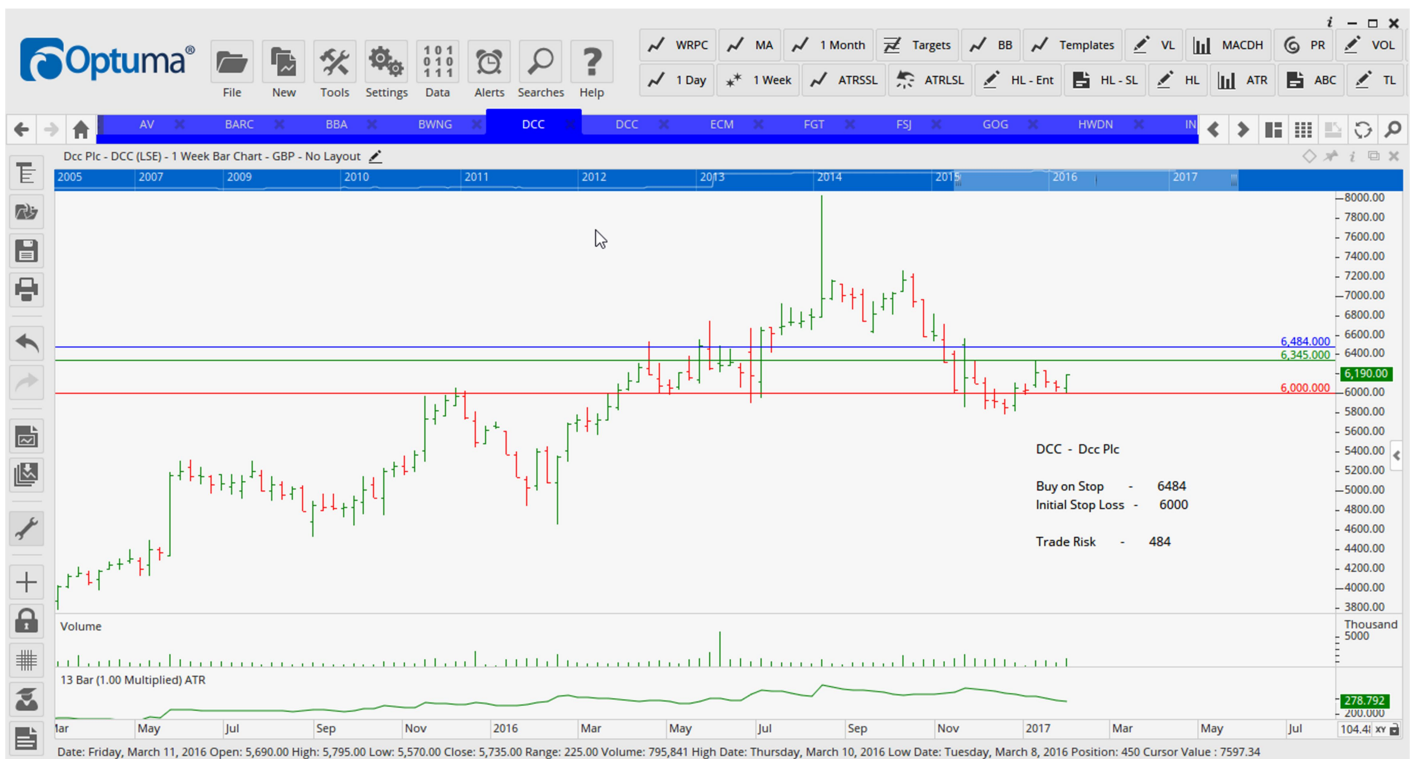 i
Optuma®
File
New
Tools
Settings
101 010 111
Data
Alerts
Searches
?
Help
WRPC MA 1 Month Targets BB Templates VL MACDH PR VOL
1 Day 1 Week ATRSSL ATRLSL HL - Ent HL - SL HL ATR ABC TL
AV BARC BBA BWNG DCC DCC ECM FGT FSJ GOG HWDN IN
Dcc Plc - DCC (LSE) - 1 Week Bar Chart - GBP - No Layout
2005 2007 2009 2010 2011 2012 2013 2014 2015 2016 2017
8000.00
7800.00
7600.00
7400.00
7200.00
7000.00
6800.00
6600.00
6,484.000
6400.00
6,345.000
6,190.00
6,000.000
6000.00
5800.00
5600.00
5400.00
5200.00
5000.00
4800.00
4600.00
4400.00
4200.00
4000.00
3800.00
DCC - Dcc Plc
Buy on Stop - 6484
Initial Stop Loss - 6000
Trade Risk - 484
Volume
Thousand
5000
13 Bar (1.00 Multiplied) ATR
278.792
200.000
May Jul Sep Nov 2016 Mar May Jul Sep Nov 2017 Mar May Jul
XY
Date: Friday, March 11, 2016 Open: 5,690.00 High: 5,795.00 Low: 5,570.00 Close: 5,735.00 Range: 225.00 Volume: 795,841 High Date: Thursday, March 10, 2016 Low Date: Tuesday, March 8, 2016 Position: 450 Cursor Value : 7597.34